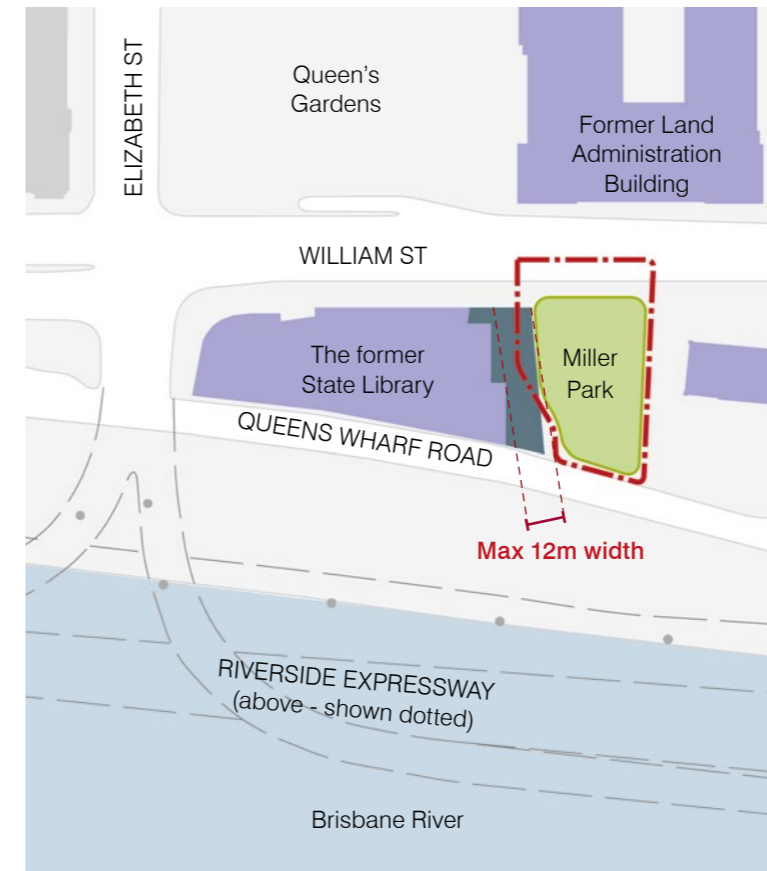 ELIZABETH ST
Queen’s
Gardens
Former Land
Administration
Building
WILLIAM ST
The former
State Library
Miller
Park
QUEENS WHARF ROAD
Max 12m width
RIVERSIDE EXPRESSWAY
(above - shown dotted)
Brisbane River